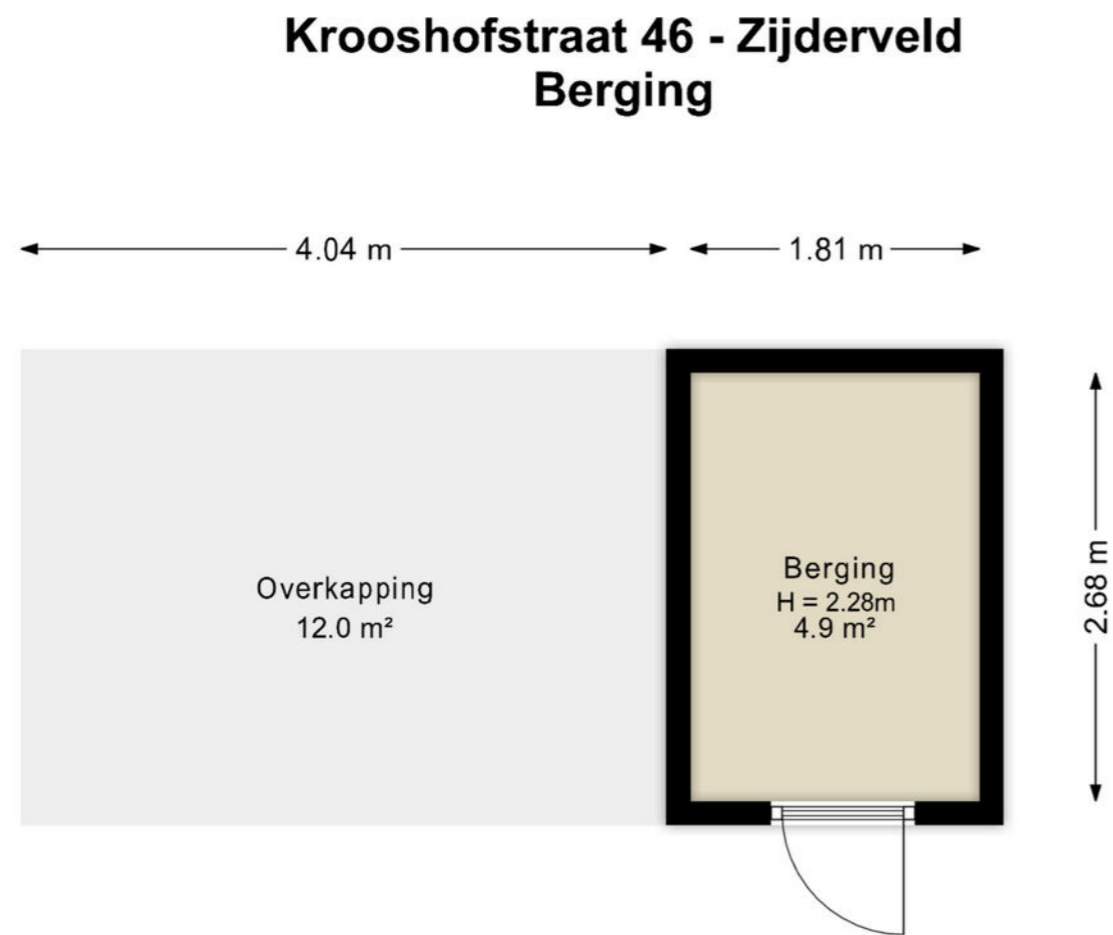 Krooshofstraat 46 - Zijderveld
Berging
4.04 m
1.81 m
Overkapping
12.0 m²
Berging
H = 2.28m
4.9 m²
2.68 m